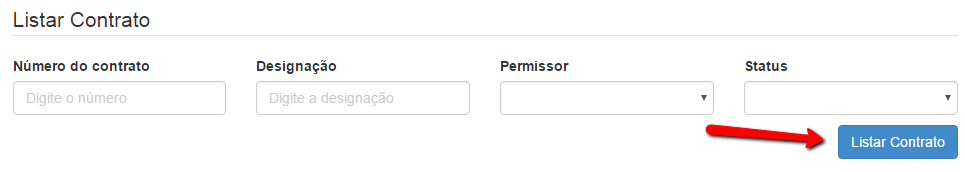 Listar Contrato
Número do contrato Designação Permissor Status
Digite o número Digite a designação
Listar Contrato